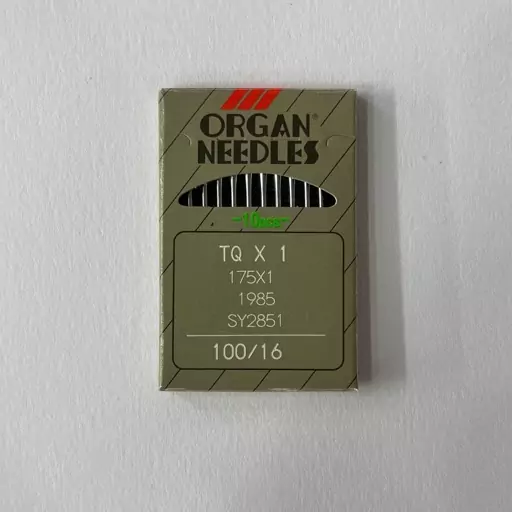 ORGAN®
NEEDLES
-10pcs-
TQ X 1
175X1
1985
SY2851
100/16